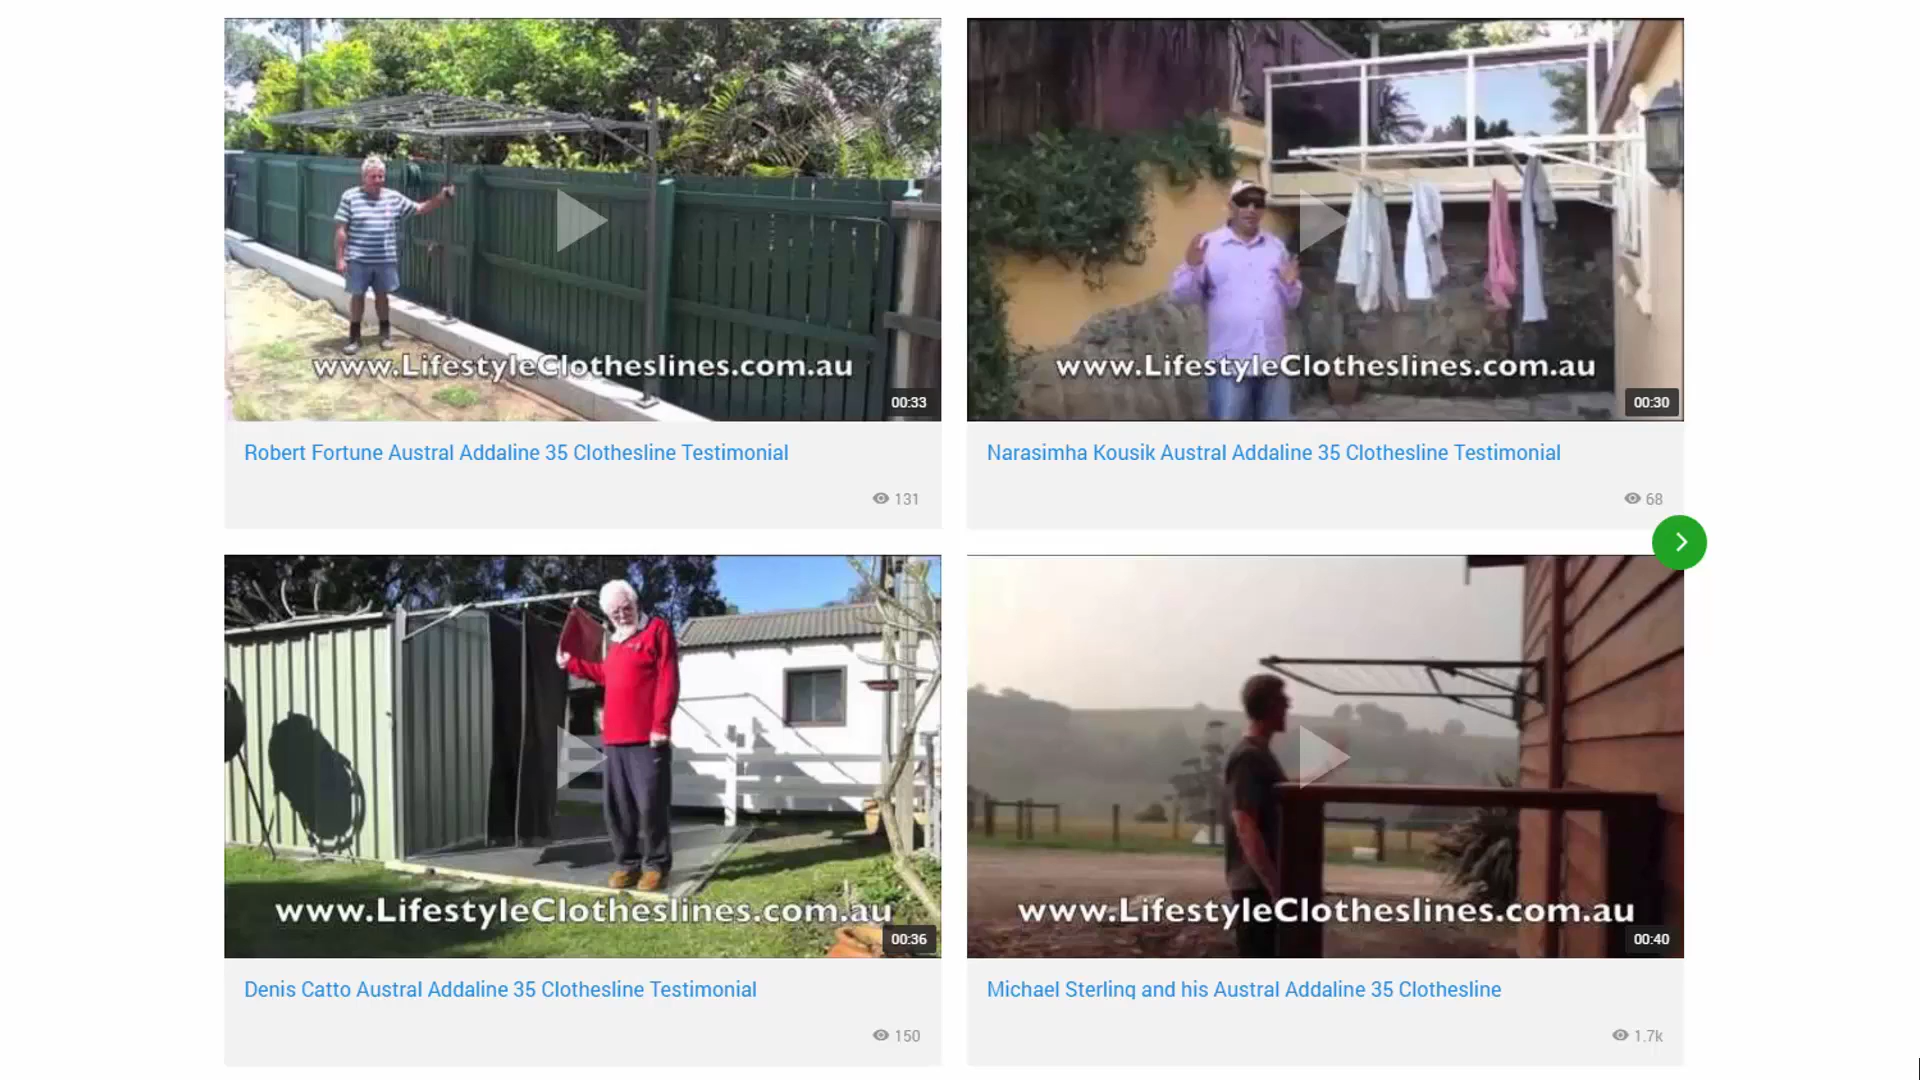 www.LifestyleClotheslines.com.au
00:33
Robert Fortune Austral Addaline 35 Clothesline Testimonial
131
www.LifestyleClotheslines.com.au
00:30
Narasimha Kousik Austral Addaline 35 Clothesline Testimonial
68
www.LifestyleClotheslines.com.au
00:36
Denis Catto Austral Addaline 35 Clothesline Testimonial
150
www.LifestyleClotheslines.com.au
00:40
Michael Sterling and his Austral Addaline 35 Clothesline
1.7k